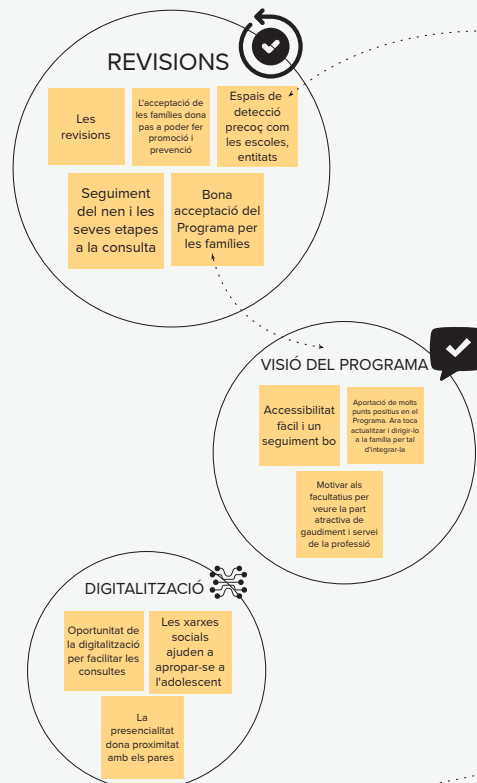 REVISIONS
Les
revisions
L'acceptació de
les famílies dona
pas a poder fer
promoció i
prevenció
Espais de
detecció
precoç com
les escoles,
entitats
Seguiment
del nen i les
seves etapes
a la consulta
Bona
acceptació del
Programa per
les famílies
VISIÓ DEL PROGRAMA
Accessibilitat
fàcil i un
seguiment bo
Aportació de molts
punts positius en el
Programa. Ara toca
actualitzar i dirigir-lo
a la família per tal
d'integrar-la
Motivar als
facultatius per
veure la part
atractiva de
gaudiment i servei
de la professió
DIGITALITZACIÓ
Oportunitat de
la digitalització
per facilitar les
consultes
Les xarxes
socials
ajuden a
apropar-se a
l'adolescent
La
presencialitat
dona proximitat
amb els pares